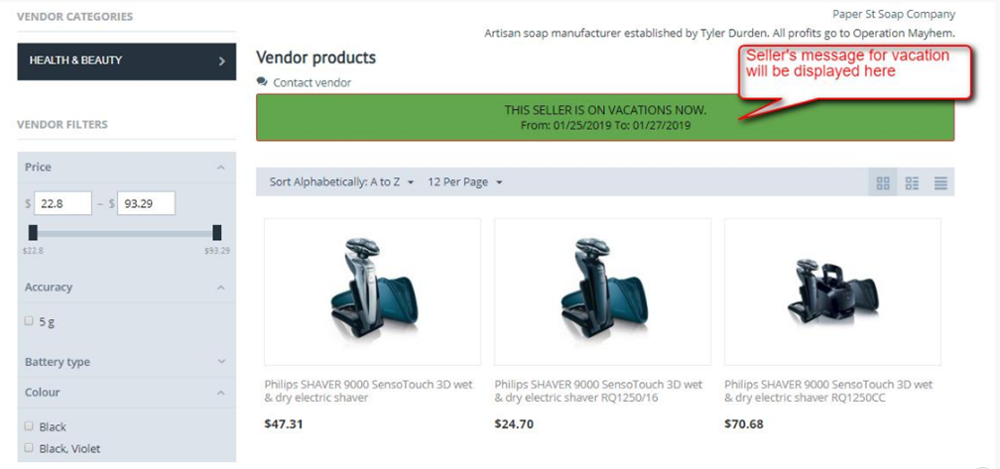 VENDOR CATEGORIES
HEALTH & BEAUTY
VENDOR FILTERS
Price
$ 22.8 – $ 93.29
$22.8 $93.29
Accuracy
5 g
Battery type
Colour
Black
Black, Violet
Paper St Soap Company
Artisan soap manufacturer established by Tyler Durden. All profits go to Operation Mayhem.
Vendor products
Contact vendor
Seller's message for vacation
will be displayed here
THIS SELLER IS ON VACATIONS NOW.
From: 01/25/2019 To: 01/27/2019
Sort Alphabetically: A to Z 12 Per Page
Philips SHAVER 9000 SensoTouch 3D wet
& dry electric shaver
$47.31
Philips SHAVER 9000 SensoTouch 3D wet
& dry electric shaver RQ1250/16
$24.70
Philips SHAVER 9000 SensoTouch 3D wet
& dry electric shaver RQ1250CC
$70.68